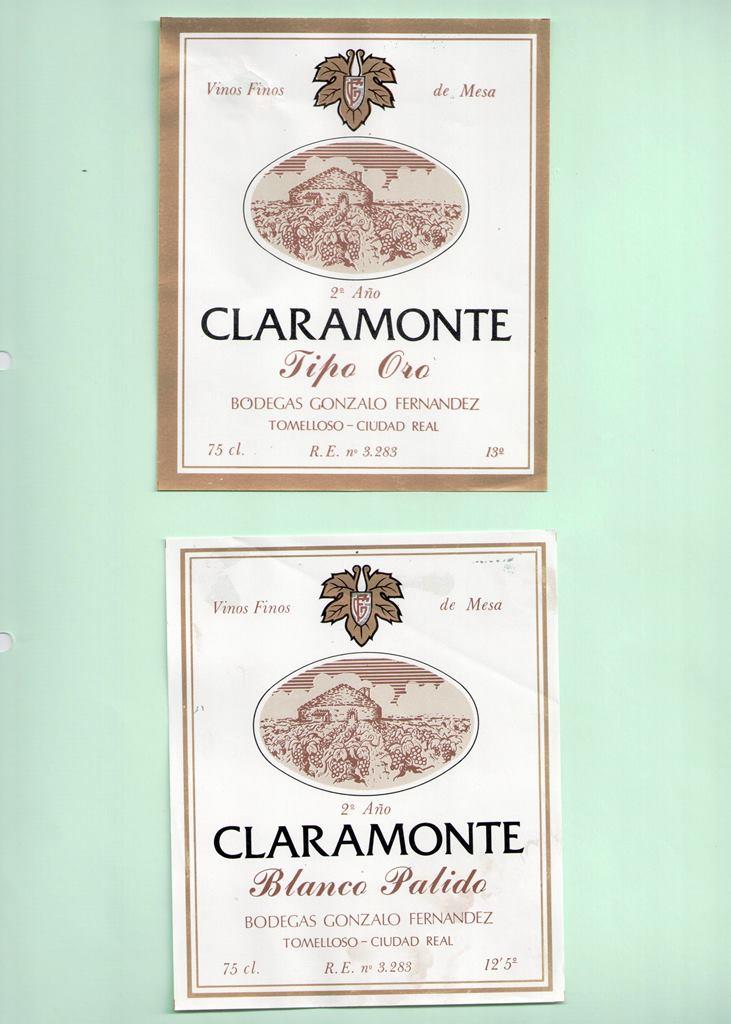 Vinos Finos de Mesa
2º Año
CLARAMONTE
Tipo Oro
BODEGAS GONZALO FERNANDEZ
TOMELLOSO – CIUDAD REAL
75 cl. R.E. nº 3.283 13º
Vinos Finos de Mesa
2º Año
CLARAMONTE
Blanco Palido
BODEGAS GONZALO FERNANDEZ
TOMELLOSO – CIUDAD REAL
75 cl. R.E. nº 3.283 12'5º